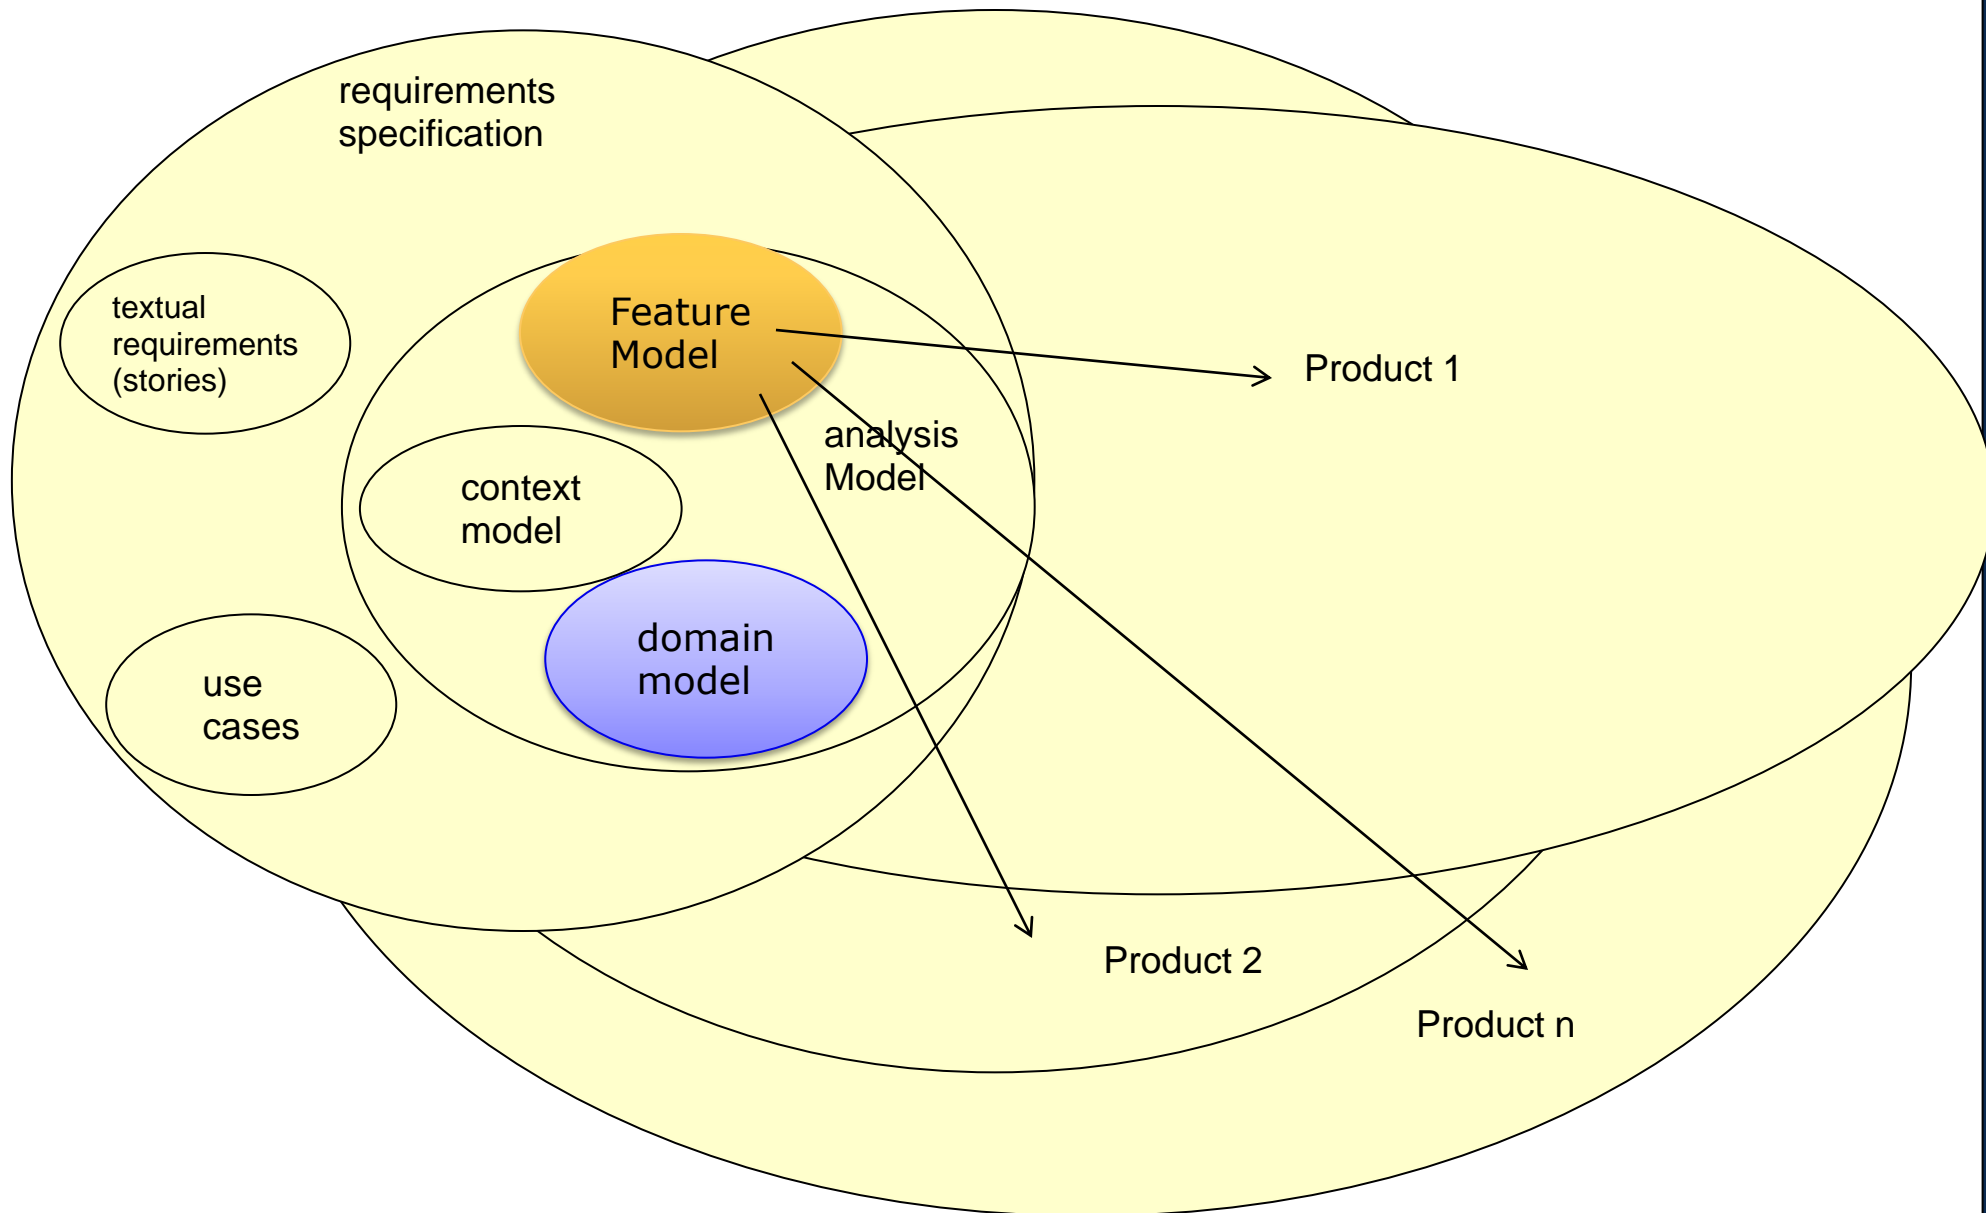 requirements
specification
textual
requirements
(stories)
Feature
Model
Product 1
analysis
Model
context
model
domain
model
use
cases
Product 2
Product n